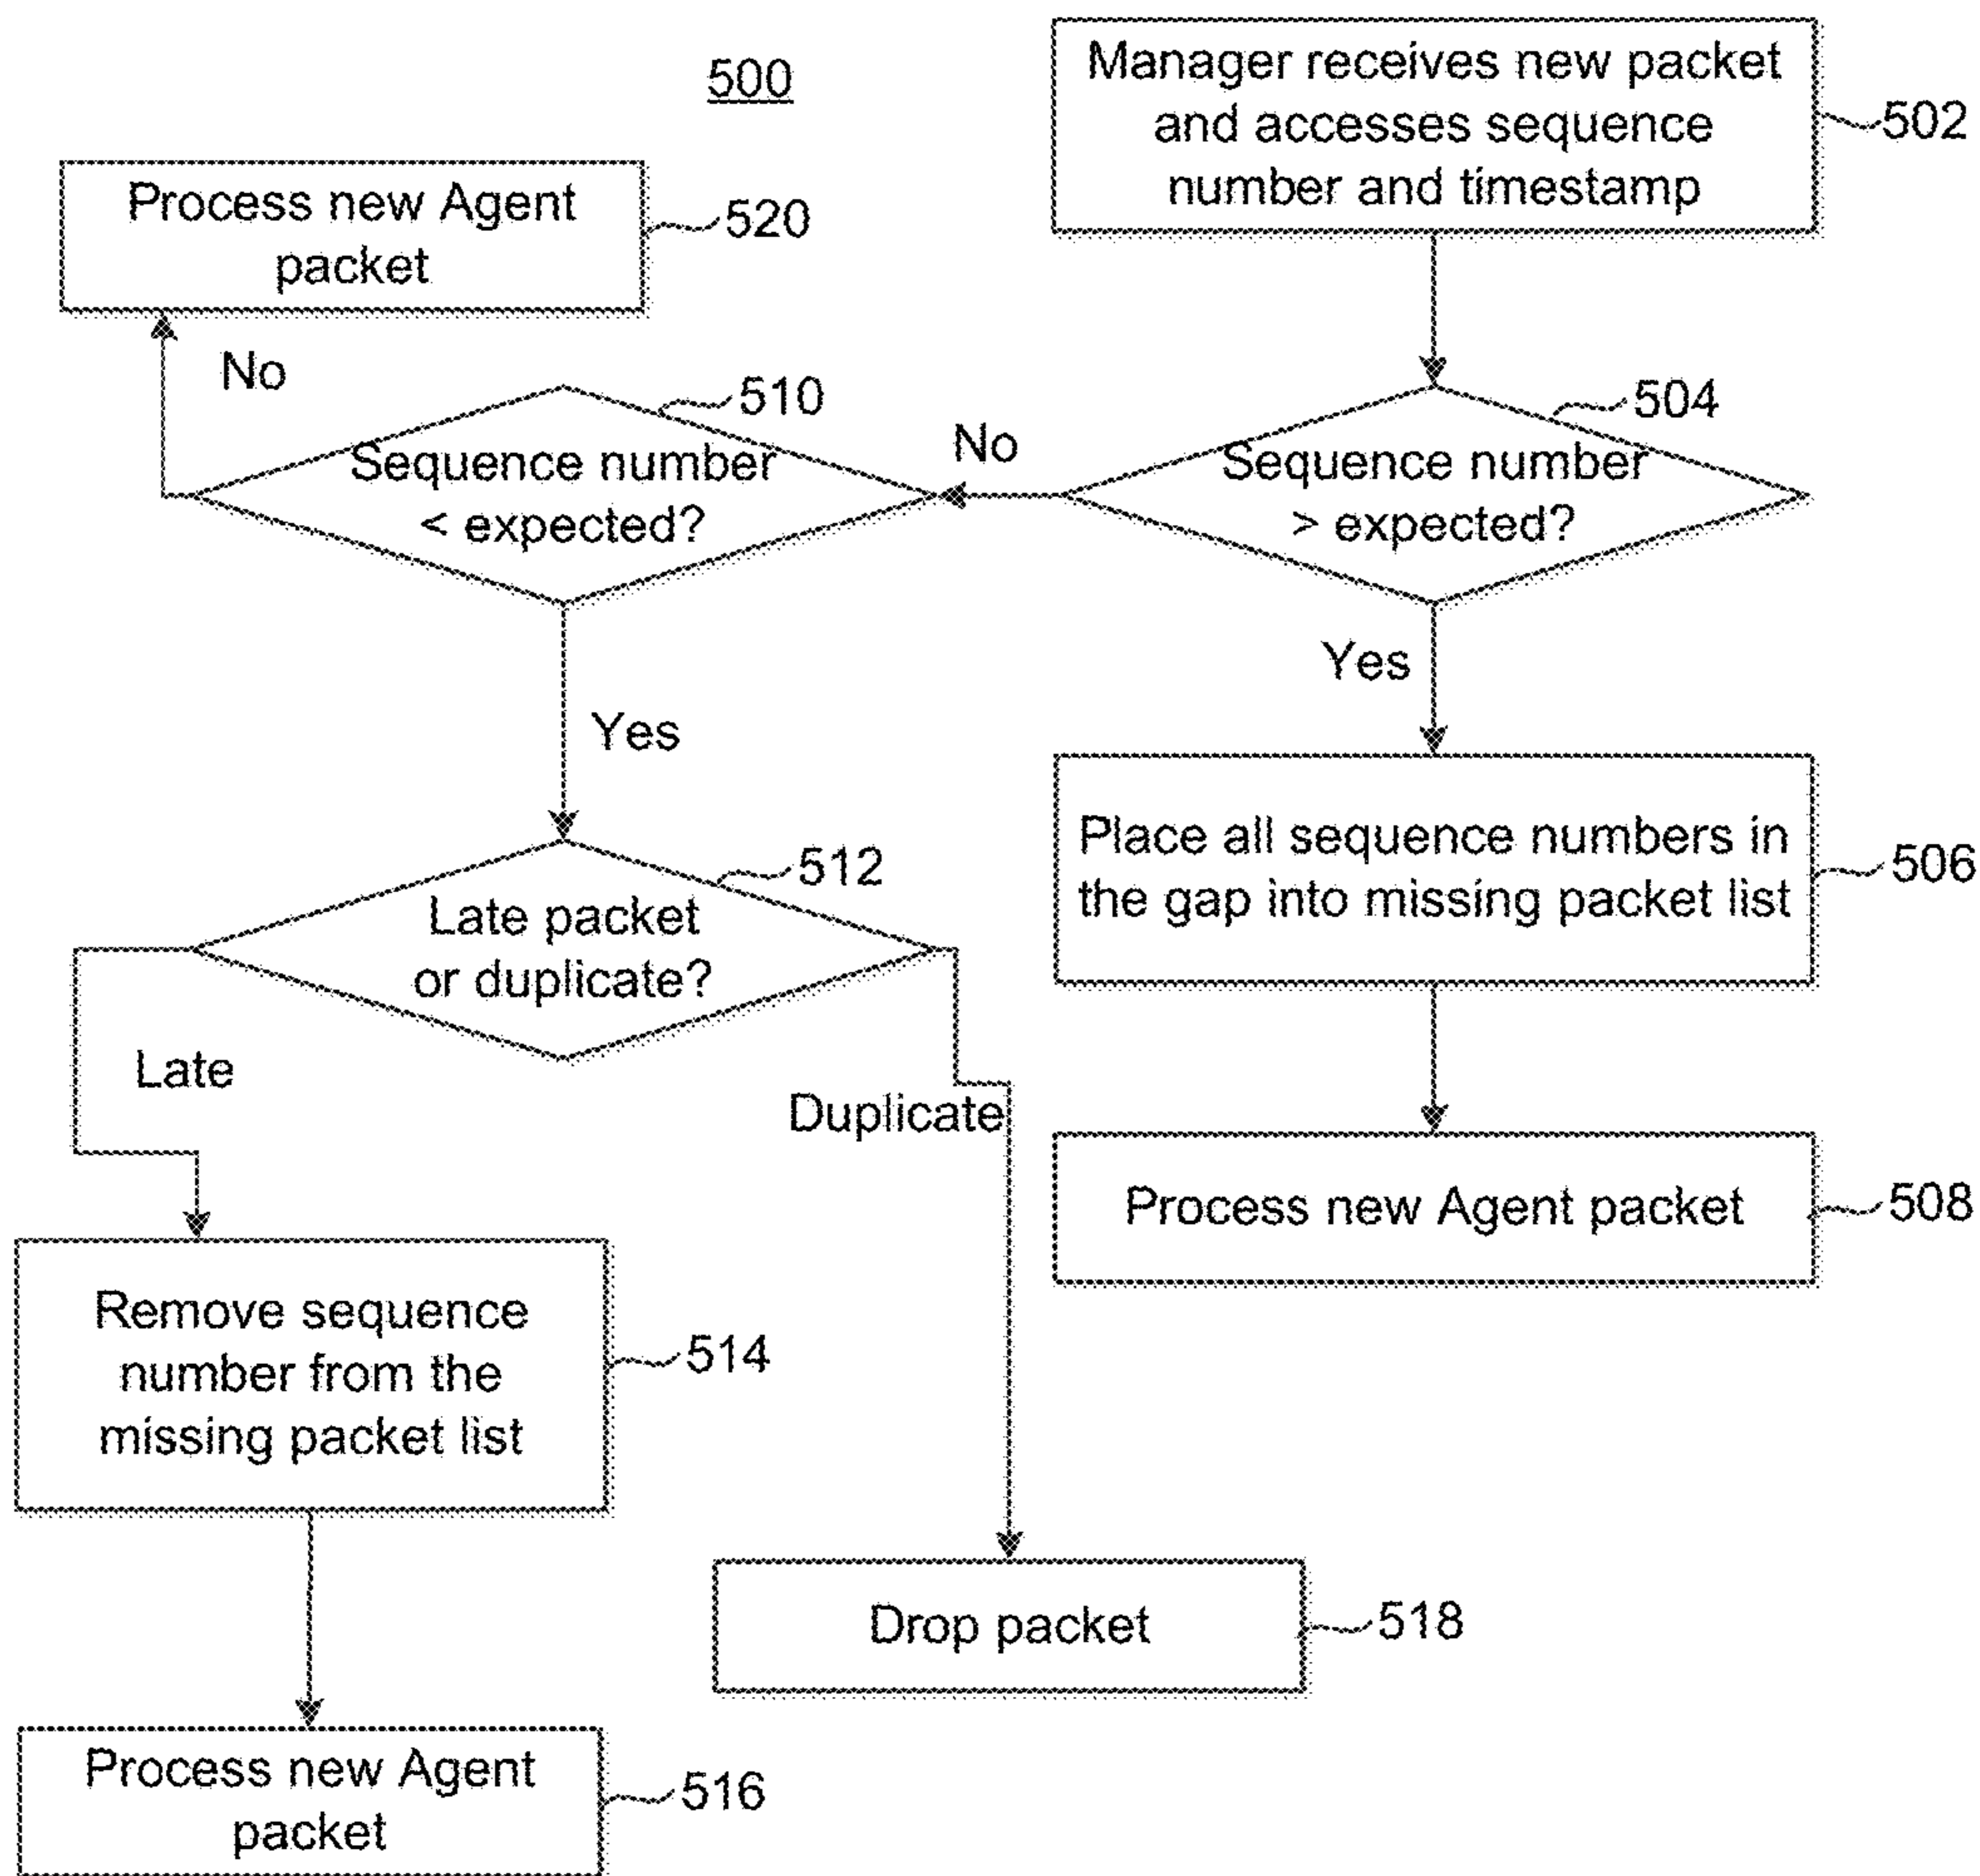 500
Manager receives new packet
and accesses sequence
number and timestamp
502
Process new Agent
packet
520
No
510
Sequence number
< expected?
No
504
Sequence number
> expected?
Yes
Yes
Place all sequence numbers in
the gap into missing packet list
506
512
Late packet
or duplicate?
Late
Duplicate
Process new Agent packet
508
Remove sequence
number from the
missing packet list
514
Drop packet
518
Process new Agent
packet
516